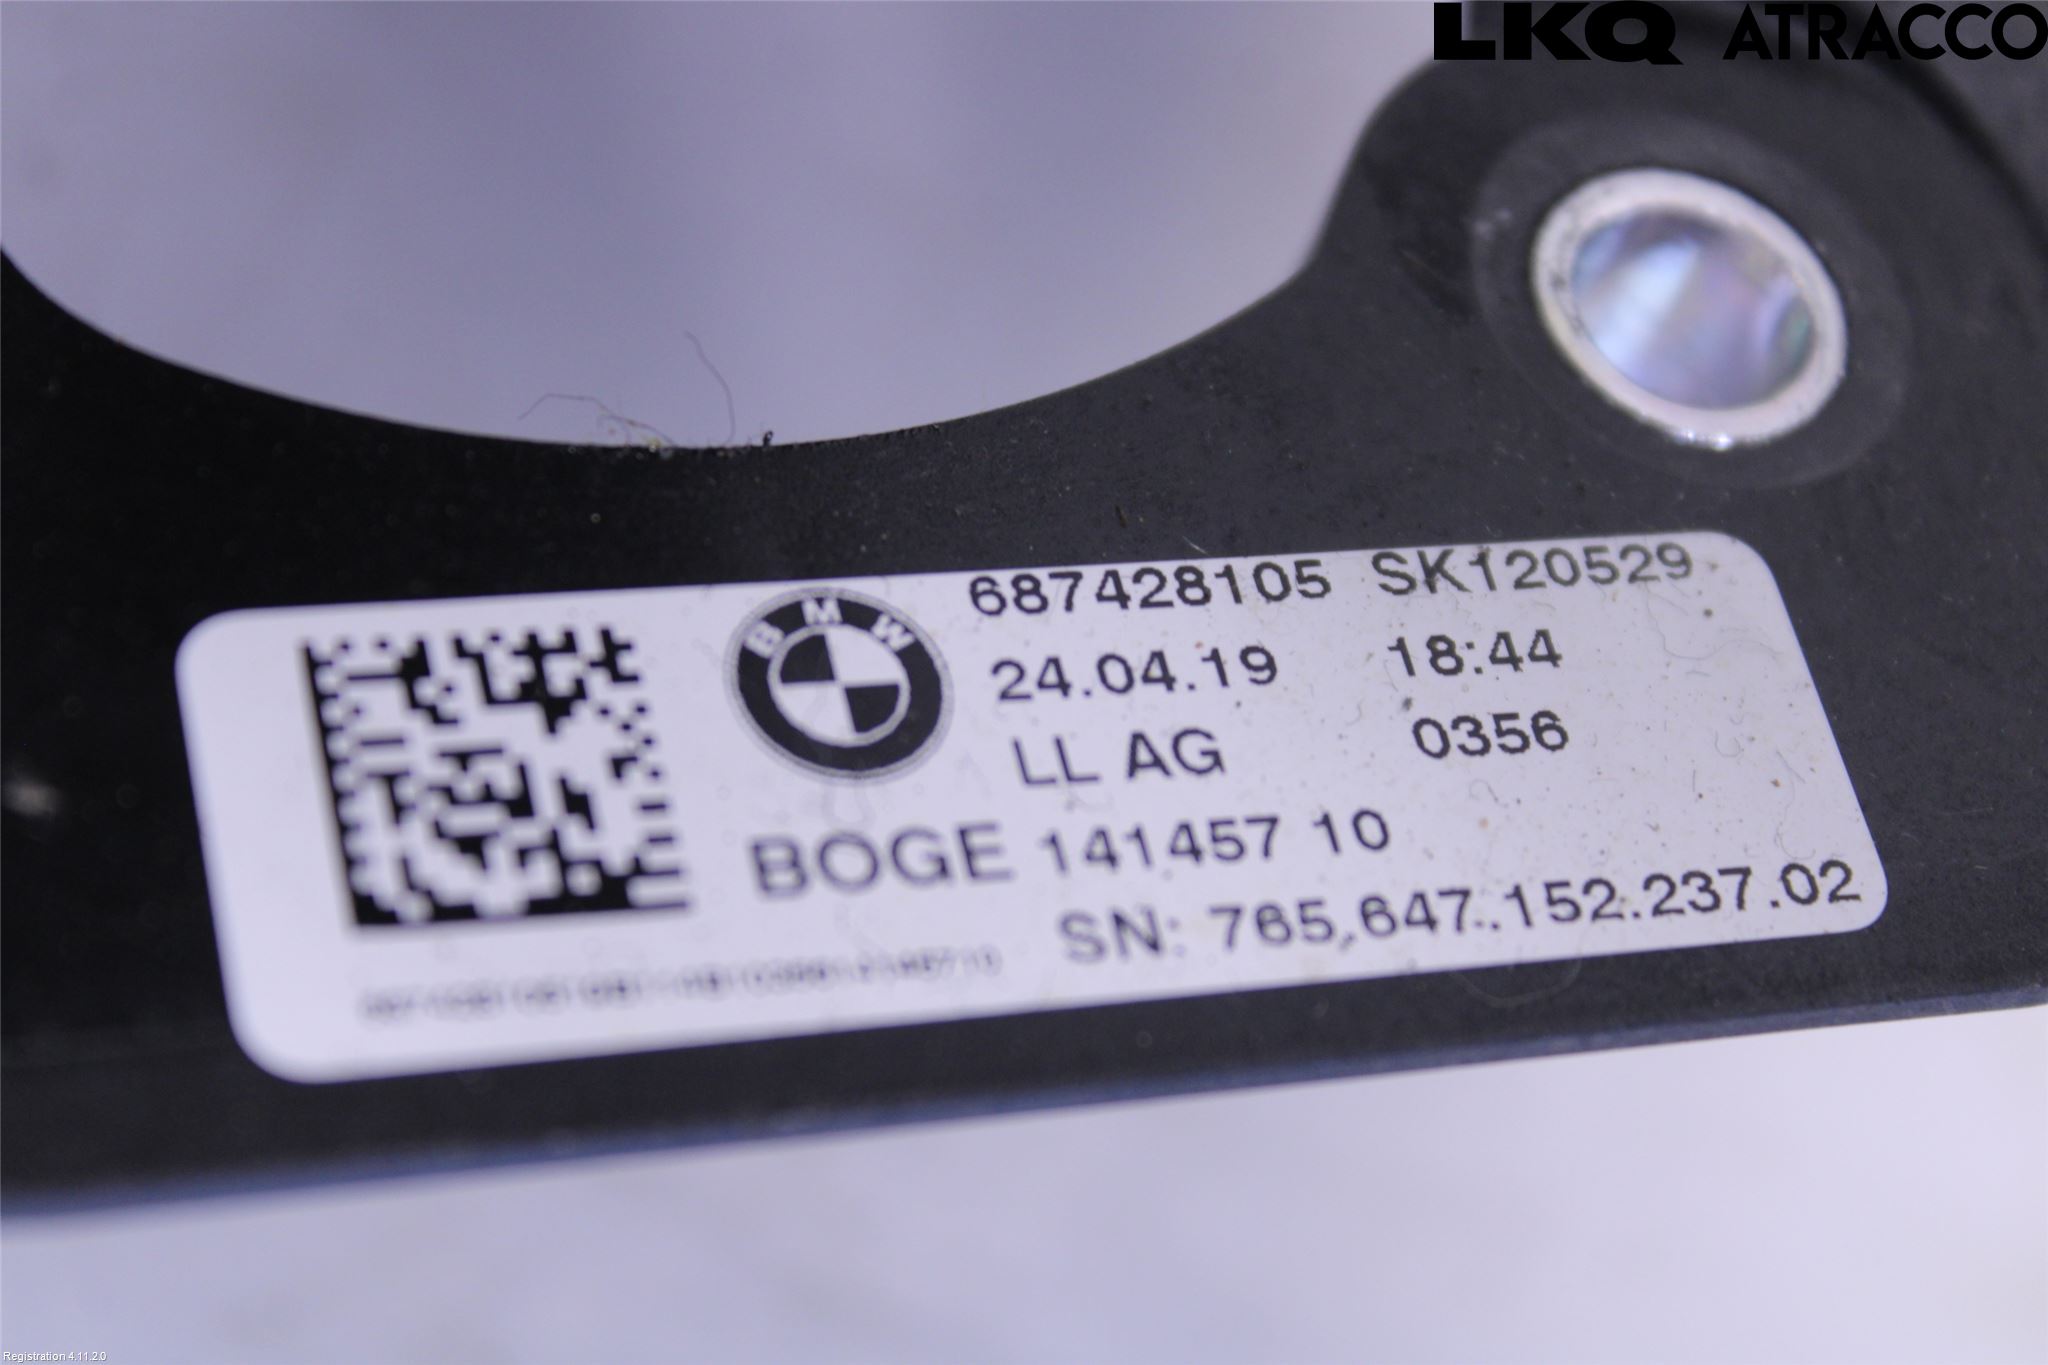 LKQ ATRACCO
687428105 SK120529
BMW
24.04.19 18:44
LL AG 0356
BOGE 141457 10
SN: 765.647.152.237.02
Registration 4.11.2.0